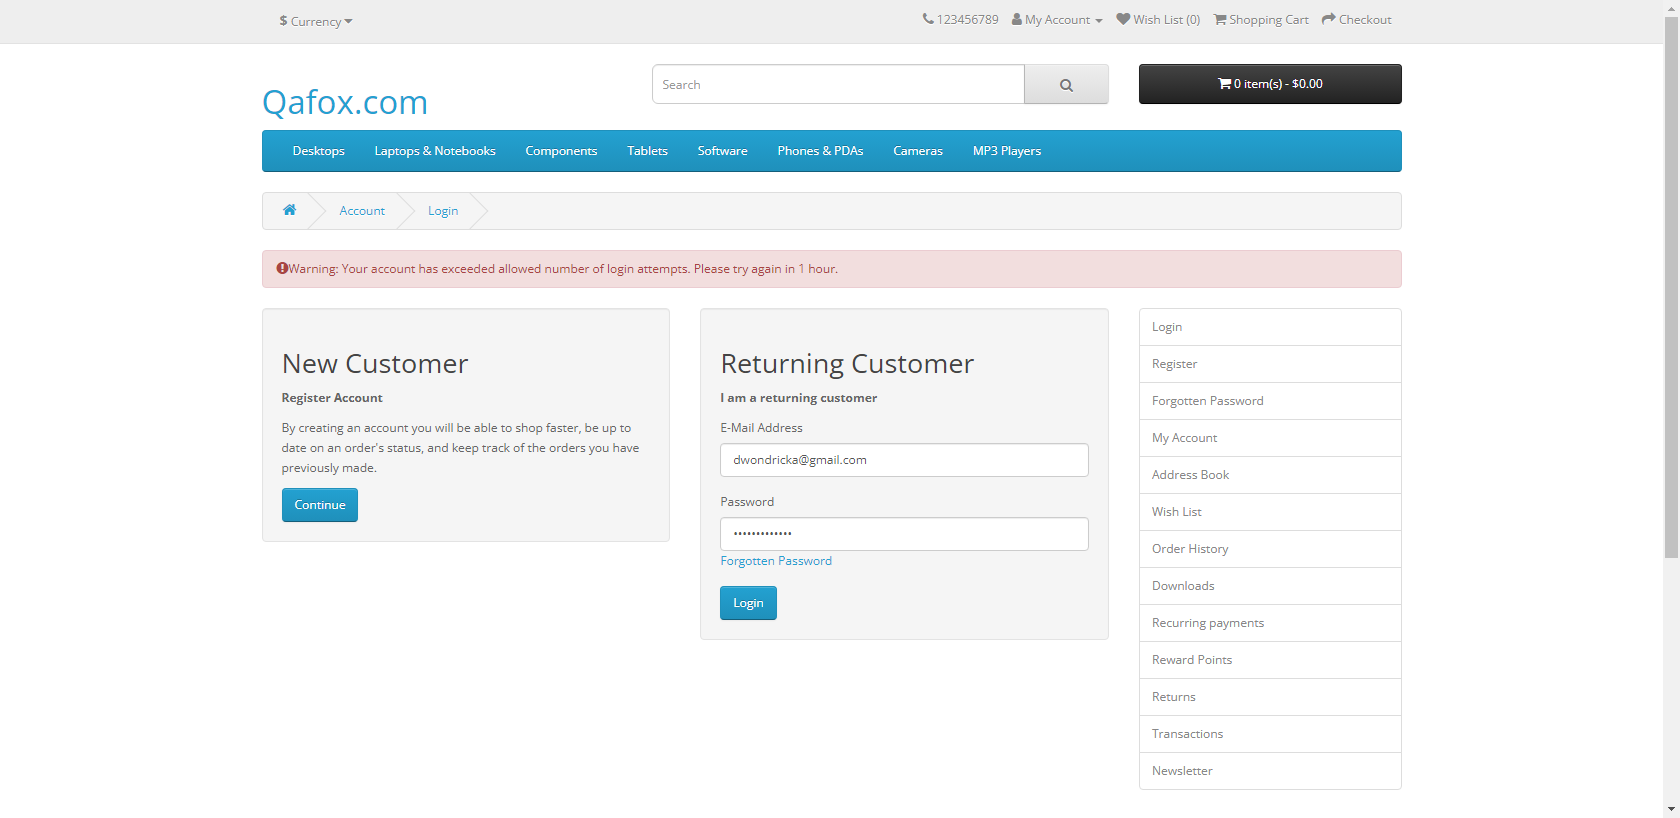 $ Currency
123456789 My Account Wish List (0) Shopping Cart Checkout
Qafox.com
Search
0 item(s) - $0.00
Desktops Laptops & Notebooks Components Tablets Software Phones & PDAs Cameras MP3 Players
Account Login
Warning: Your account has exceeded allowed number of login attempts. Please try again in 1 hour.
New Customer
Register Account
By creating an account you will be able to shop faster, be up to
date on an order's status, and keep track of the orders you have
previously made.
Continue
Returning Customer
I am a returning customer
E-Mail Address
dwondricka@gmail.com
Password
•••••••••••••
Forgotten Password
Login
Login
Register
Forgotten Password
My Account
Address Book
Wish List
Order History
Downloads
Recurring payments
Reward Points
Returns
Transactions
Newsletter